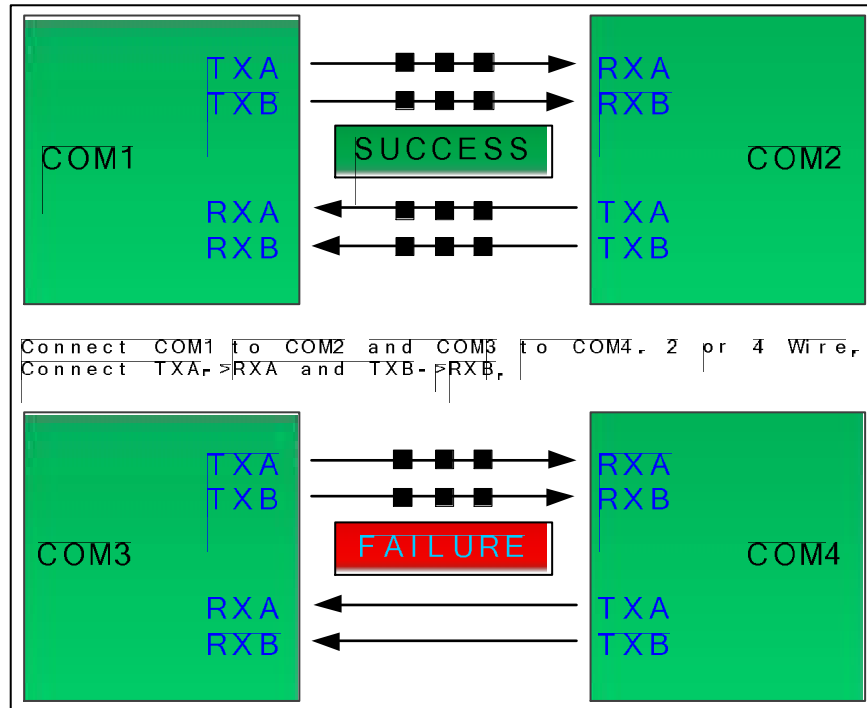 TXA
TXB
COM1
RXA
RXB
SUCCESS
RXA
RXB
COM2
TXA
TXB
Connect COM1 to COM2 and COM3 to COM4. 2 or 4 Wire,
Connect TXA->RXA and TXB->RXB,
TXA
TXB
COM3
RXA
RXB
FAILURE
RXA
RXB
COM4
TXA
TXB